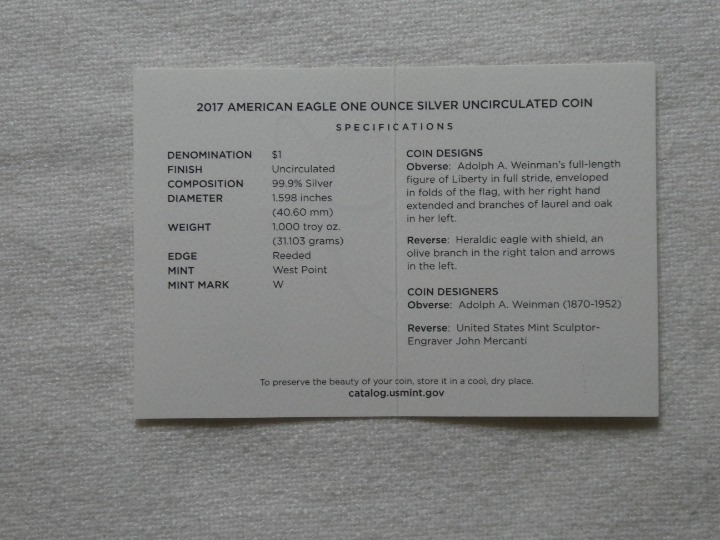 2017 AMERICAN EAGLE ONE OUNCE SILVER UNCIRCULATED COIN
SPECIFICATIONS
DENOMINATION $1
FINISH Uncirculated
COMPOSITION 99.9% Silver
DIAMETER 1.598 inches
(40.60 mm)
WEIGHT 1.000 troy oz.
(31.103 grams)
EDGE Reeded
MINT West Point
MINT MARK W
COIN DESIGNS
Obverse: Adolph A. Weinman's full-length
figure of Liberty in full stride, enveloped
in folds of the flag, with her right hand
extended and branches of laurel and oak
in her left.
Reverse: Heraldic eagle with shield, an
olive branch in the right talon and arrows
in the left.
COIN DESIGNERS
Obverse: Adolph A. Weinman (1870-1952)
Reverse: United States Mint Sculptor-
Engraver John Mercanti
To preserve the beauty of your coin, store it in a cool, dry place.
catalog.usmint.gov